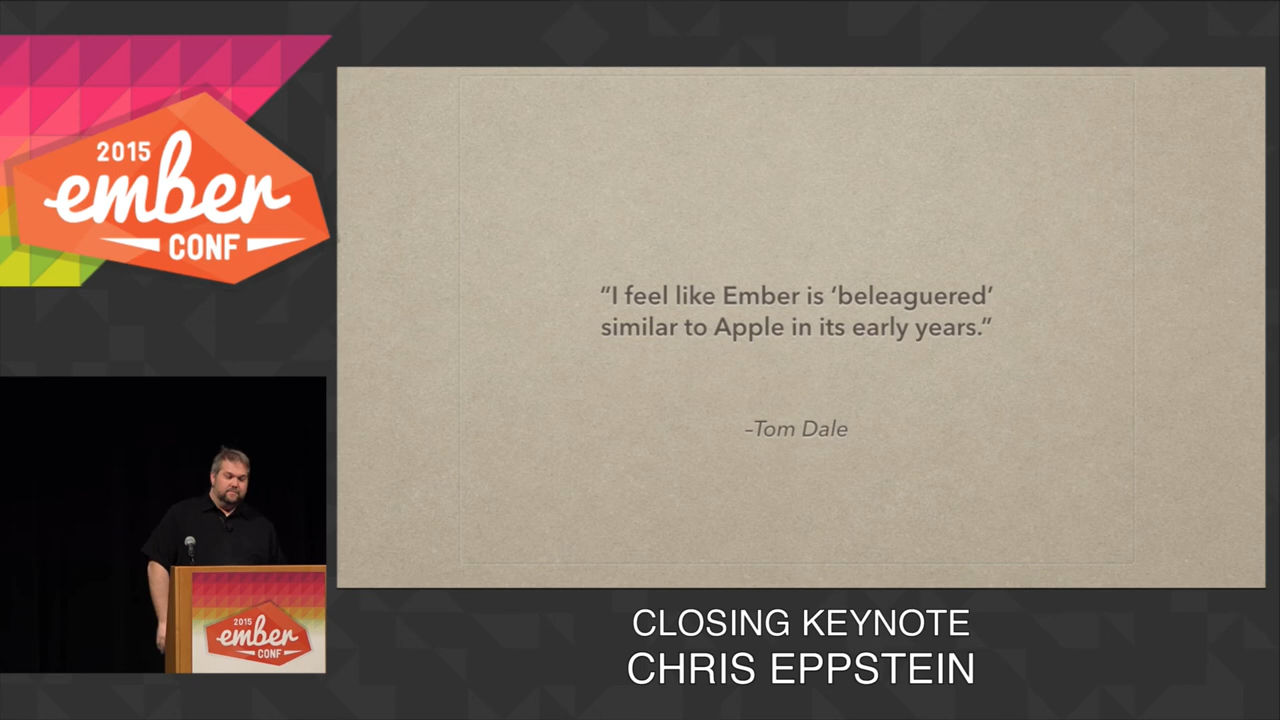 2015
ember
CONF
“I feel like Ember is ‘beleaguered’
similar to Apple in its early years.”
–Tom Dale
2015
ember
CONF
CLOSING KEYNOTE
CHRIS EPPSTEIN